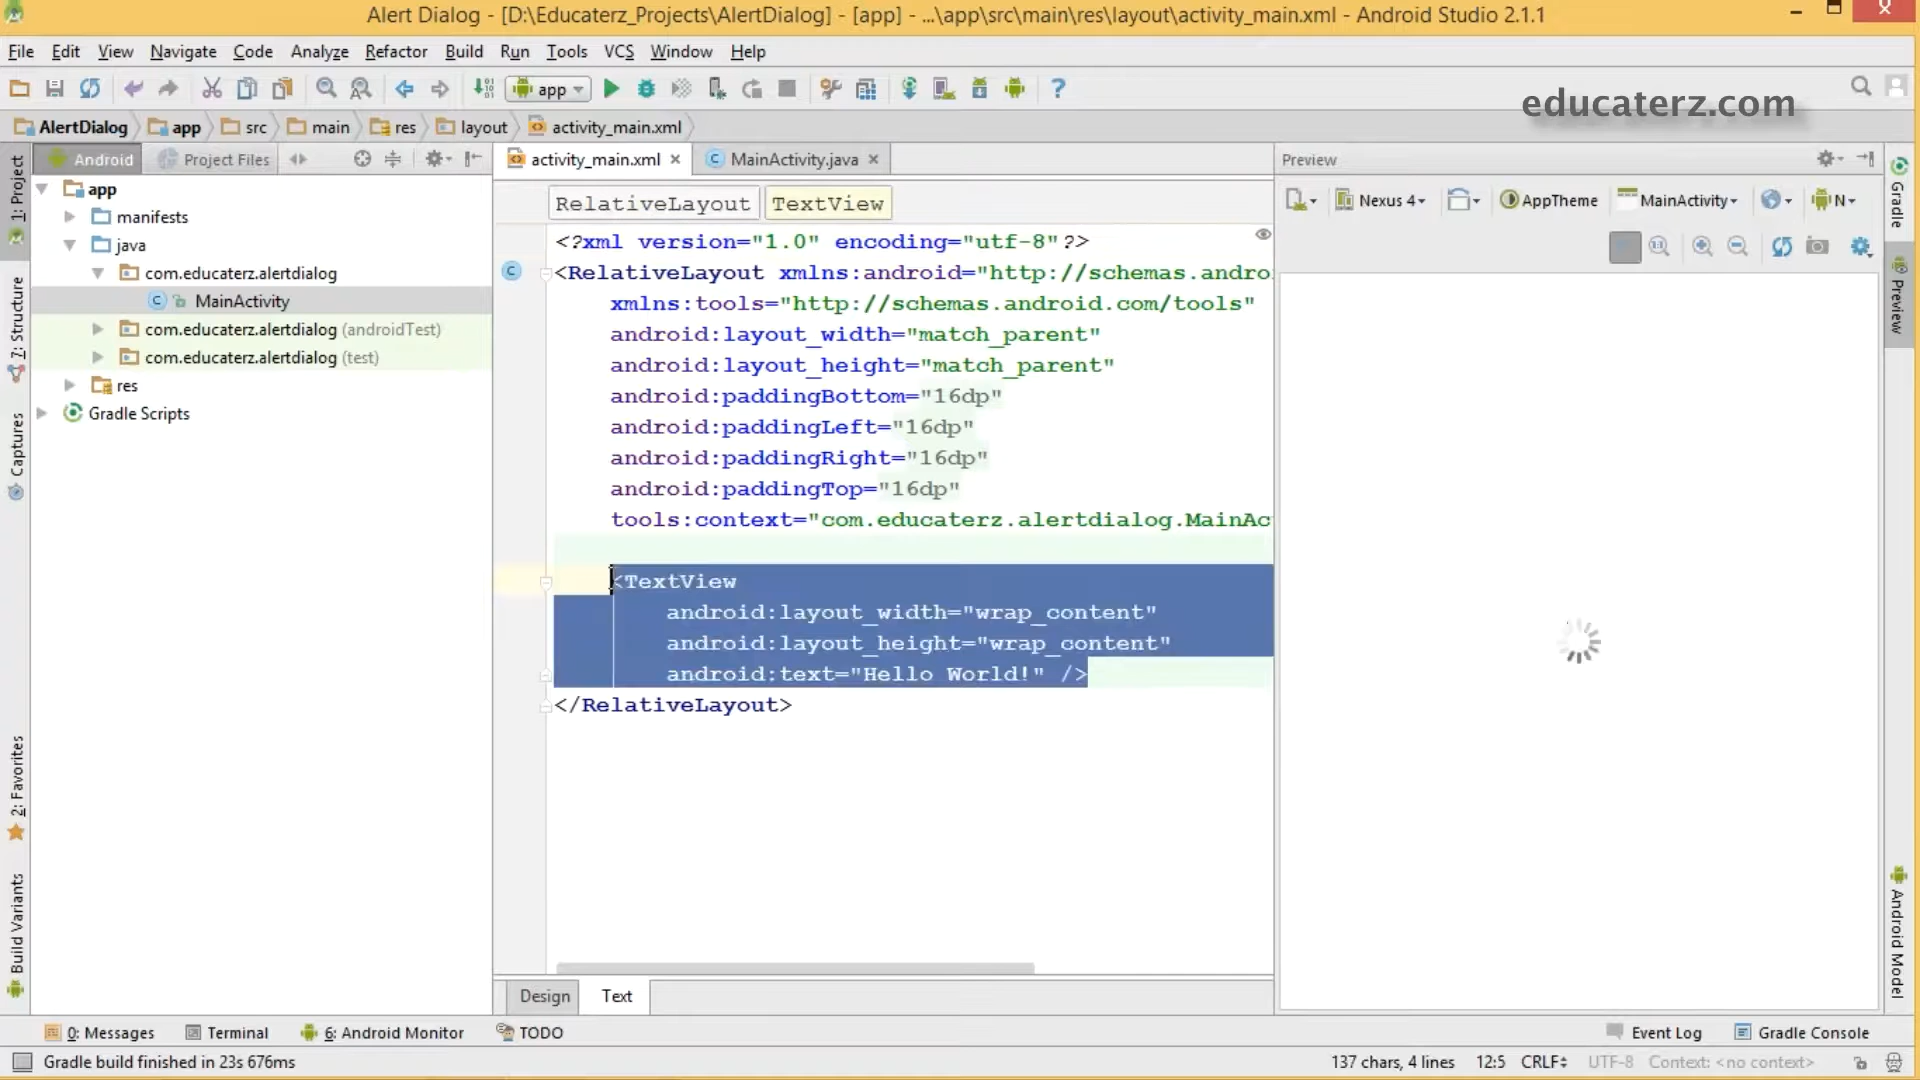 Alert Dialog - [D:\Educaterz_Projects\AlertDialog] - [app] - ...\app\src\main\res\layout\activity_main.xml - Android Studio 2.1.1
File Edit View Navigate Code Analyze Refactor Build Run Tools VCS Window Help
app
educaterz.com
AlertDialog app src main res layout activity_main.xml
Android Project Files
activity_main.xml MainActivity.java
Preview
1: Project
7: Structure
Captures
2: Favorites
Build Variants
app
manifests
java
com.educaterz.alertdialog
MainActivity
com.educaterz.alertdialog (androidTest)
com.educaterz.alertdialog (test)
res
Gradle Scripts
RelativeLayout TextView
<?xml version="1.0" encoding="utf-8"?>
<RelativeLayout xmlns:android="http://schemas.andro
xmlns:tools="http://schemas.android.com/tools"
android:layout_width="match_parent"
android:layout_height="match_parent"
android:paddingBottom="16dp"
android:paddingLeft="16dp"
android:paddingRight="16dp"
android:paddingTop="16dp"
tools:context="com.educaterz.alertdialog.MainAc
<TextView
android:layout_width="wrap_content"
android:layout_height="wrap_content"
android:text="Hello World!" />
</RelativeLayout>
Design Text
Nexus 4 AppTheme MainActivity N
Gradle
Preview
Android Model
0: Messages Terminal 6: Android Monitor TODO Event Log Gradle Console
Gradle build finished in 23s 676ms 137 chars, 4 lines 12:5 CRLF UTF-8 Context: <no context>